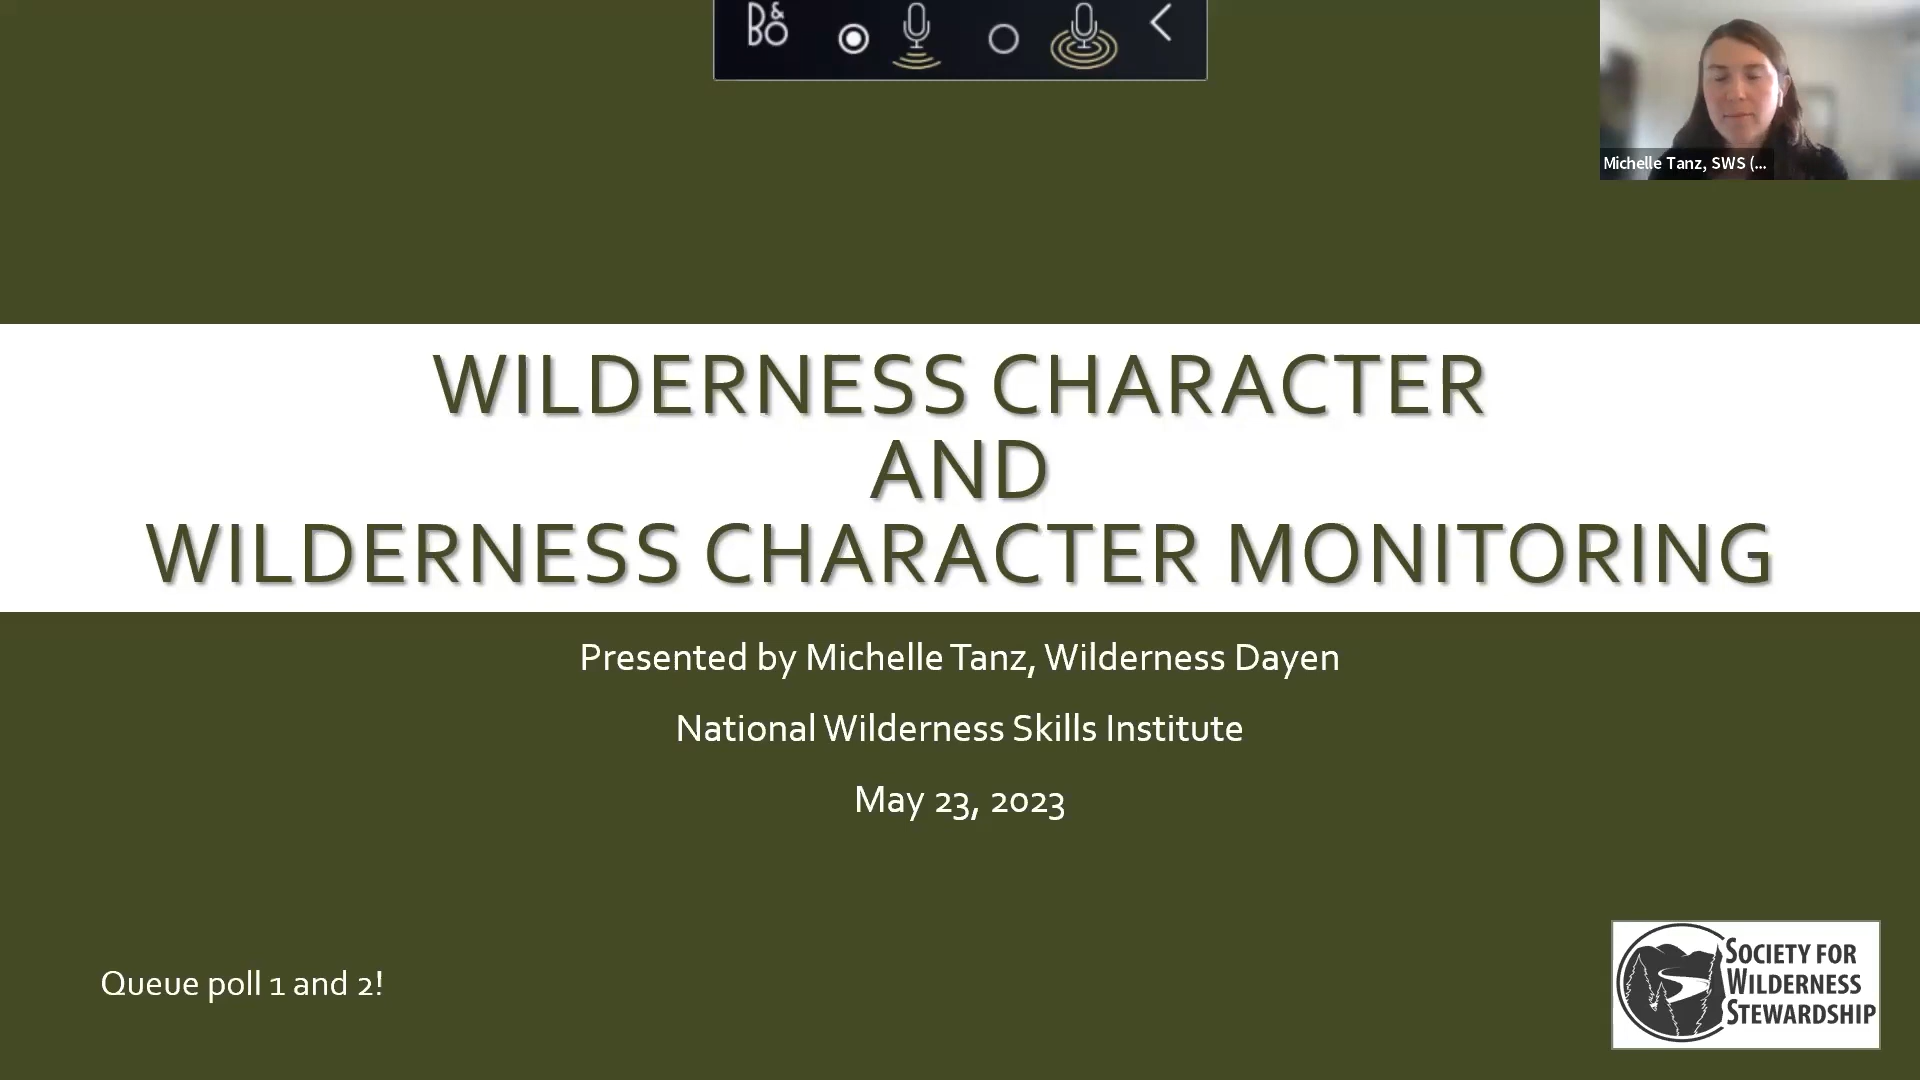 B&O
Michelle Tanz, SWS (...
WILDERNESS CHARACTER
AND
WILDERNESS CHARACTER MONITORING
Presented by Michelle Tanz, Wilderness Dayen
National Wilderness Skills Institute
May 23, 2023
Queue poll 1 and 2!
SOCIETY FOR
WILDERNESS
STEWARDSHIP